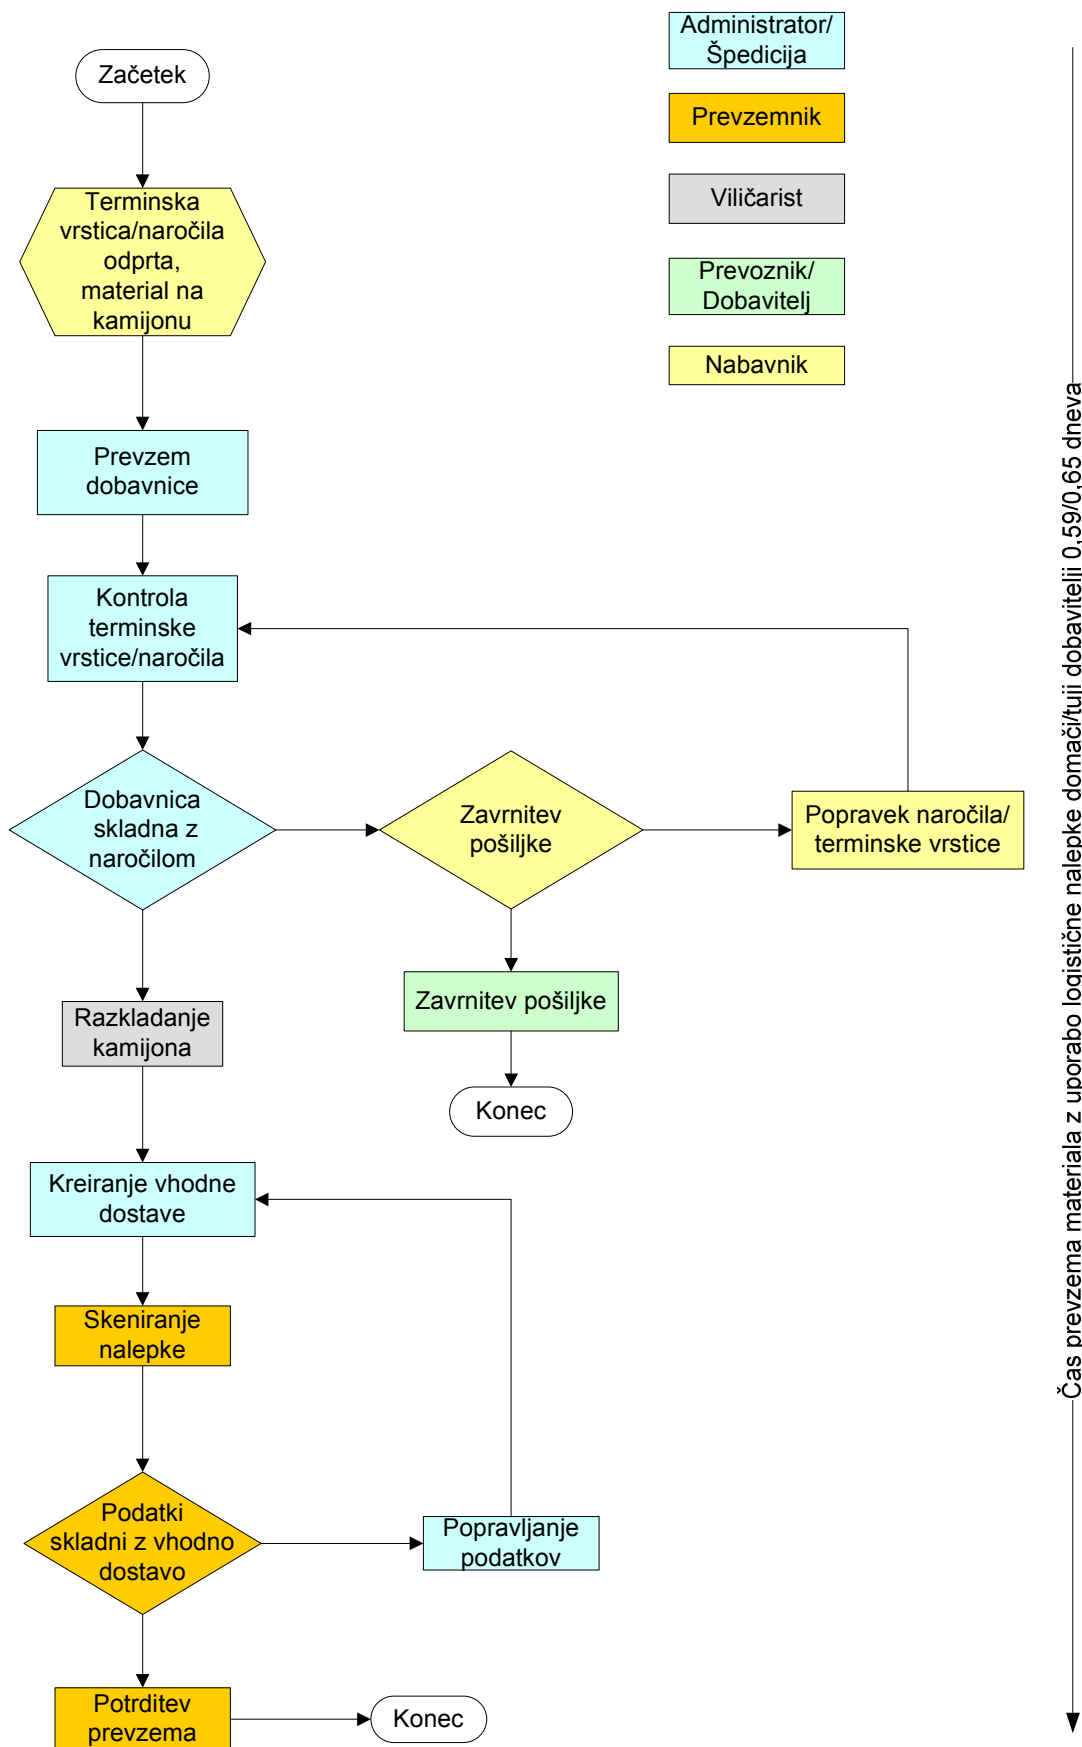 Začetek
Terminska
vrstica/naročila
odprta,
material na
kamijonu
Prevzem
dobavnice
Kontrola
terminske
vrstice/naročila
Dobavnica
skladna z
naročilom
Zavrnitev
pošiljke
Popravek naročila/
terminske vrstice
Zavrnitev pošiljke
Konec
Razkladanje
kamijona
Kreiranje vhodne
dostave
Skeniranje
nalepke
Podatki
skladni z vhodno
dostavo
Popravljanje
podatkov
Potrditev
prevzema
Konec
Administrator/
Špedicija
Prevzemnik
Viličarist
Prevoznik/
Dobavitelj
Nabavnik
Čas prevzema materiala z uporabo logistične nalepke domači/tuji dobavitelji 0,59/0,65 dneva